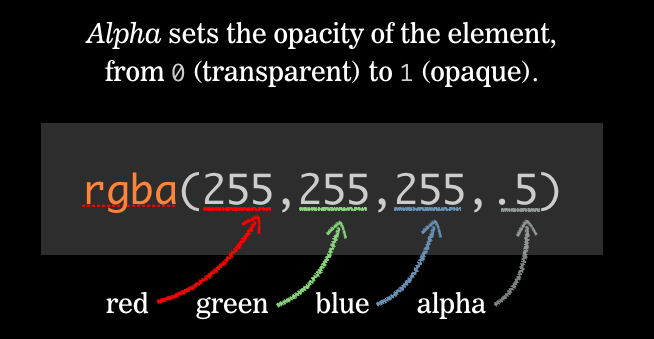 Alpha sets the opacity of the element,
from 0 (transparent) to 1 (opaque).
rgba(255,255,255,.5)
red green blue alpha